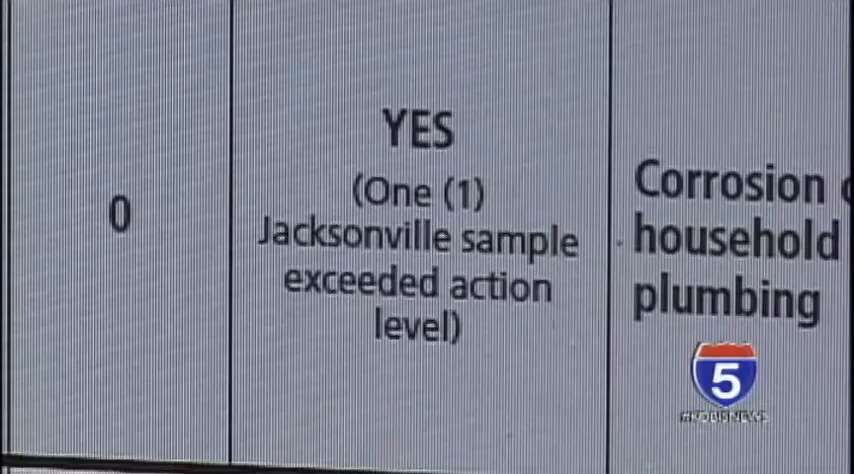 0
YES
(One (1)
Jacksonville sample
exceeded action
level)
Corrosion
household
plumbing
5